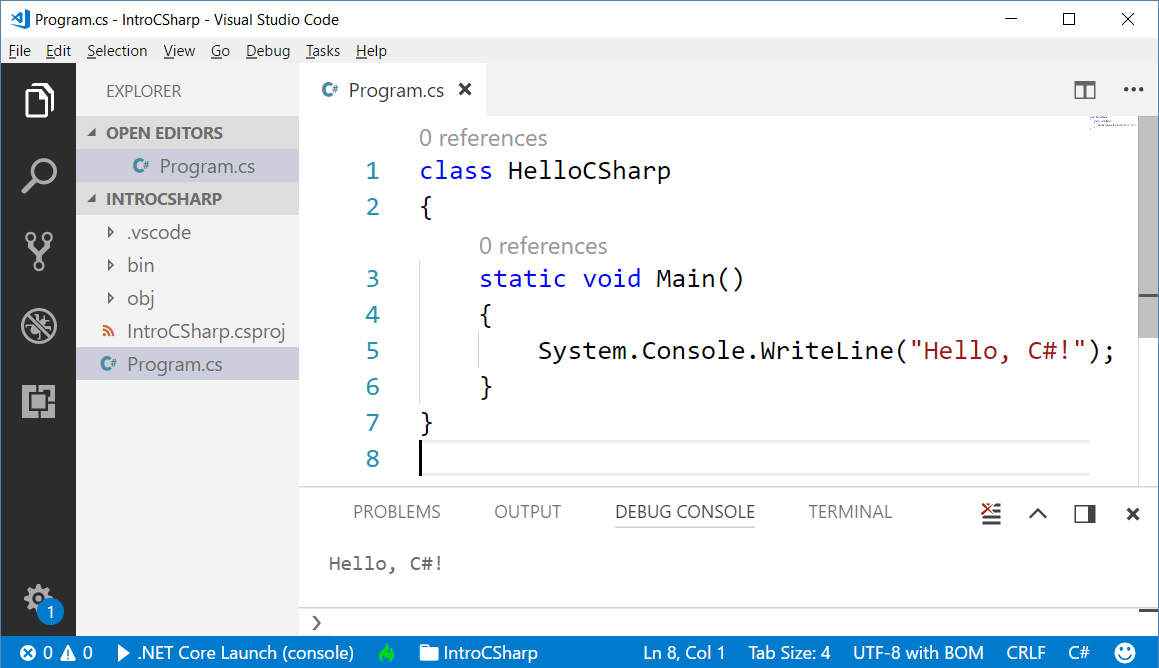 Program.cs - IntroCSharp - Visual Studio Code
File Edit Selection View Go Debug Tasks Help
EXPLORER
OPEN EDITORS
C# Program.cs
INTROCSHARP
.vscode
bin
obj
IntroCSharp.csproj
C# Program.cs
1
C# Program.cs
0 references
1 class HelloCSharp
2 {
0 references
3 static void Main()
4 {
5 System.Console.WriteLine("Hello, C#!");
6 }
7 }
8
PROBLEMS OUTPUT DEBUG CONSOLE TERMINAL
Hello, C#!
0 0 .NET Core Launch (console) IntroCSharp Ln 8, Col 1 Tab Size: 4 UTF-8 with BOM CRLF C#